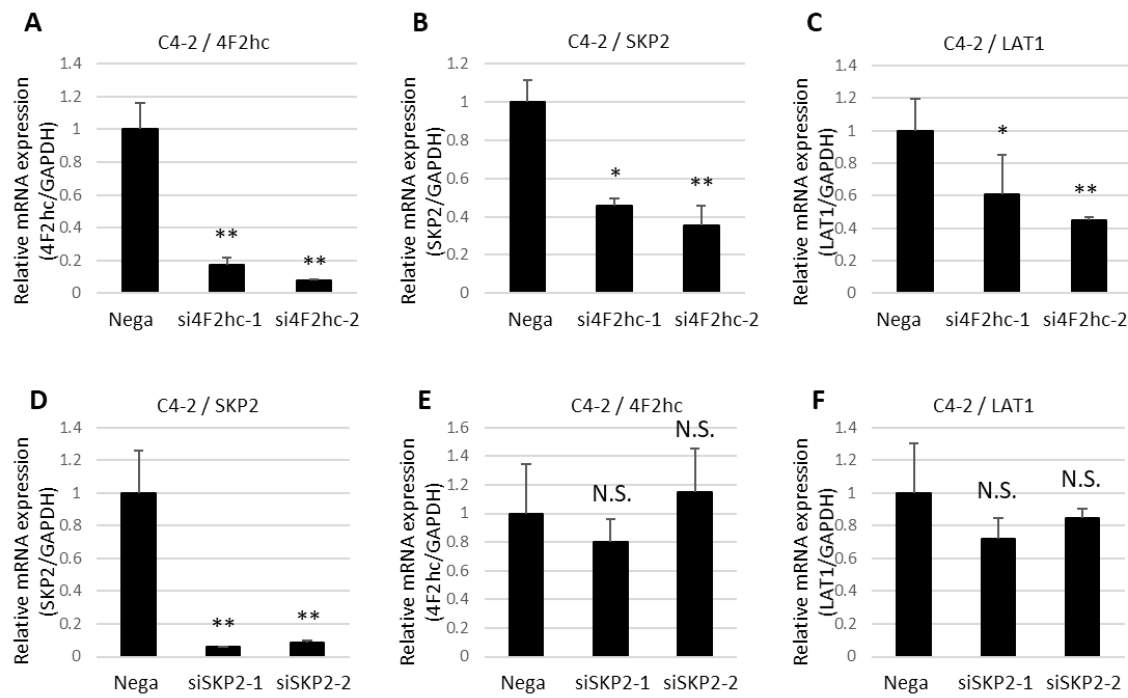 A
C4-2 / 4F2hc
Relative mRNA expression
(4F2hc/GAPDH)
1.4
1.2
1
0.8
0.6
0.4
0.2
0
**
**
Nega si4F2hc-1 si4F2hc-2
B
C4-2 / SKP2
Relative mRNA expression
(SKP2/GAPDH)
1.2
1
0.8
0.6
0.4
0.2
0
*
**
Nega si4F2hc-1 si4F2hc-2
C
C4-2 / LAT1
Relative mRNA expression
(LAT1/GAPDH)
1.4
1.2
1
0.8
0.6
0.4
0.2
0
*
**
Nega si4F2hc-1 si4F2hc-2
D
C4-2 / SKP2
Relative mRNA expression
(SKP2/GAPDH)
1.4
1.2
1
0.8
0.6
0.4
0.2
0
**
**
Nega siSKP2-1 siSKP2-2
E
C4-2 / 4F2hc
Relative mRNA expression
(4F2hc/GAPDH)
1.6
1.4
1.2
1
0.8
0.6
0.4
0.2
0
N.S.
N.S.
Nega siSKP2-1 siSKP2-2
F
C4-2 / LAT1
Relative mRNA expression
(LAT1/GAPDH)
1.4
1.2
1
0.8
0.6
0.4
0.2
0
N.S.
N.S.
Nega siSKP2-1 siSKP2-2